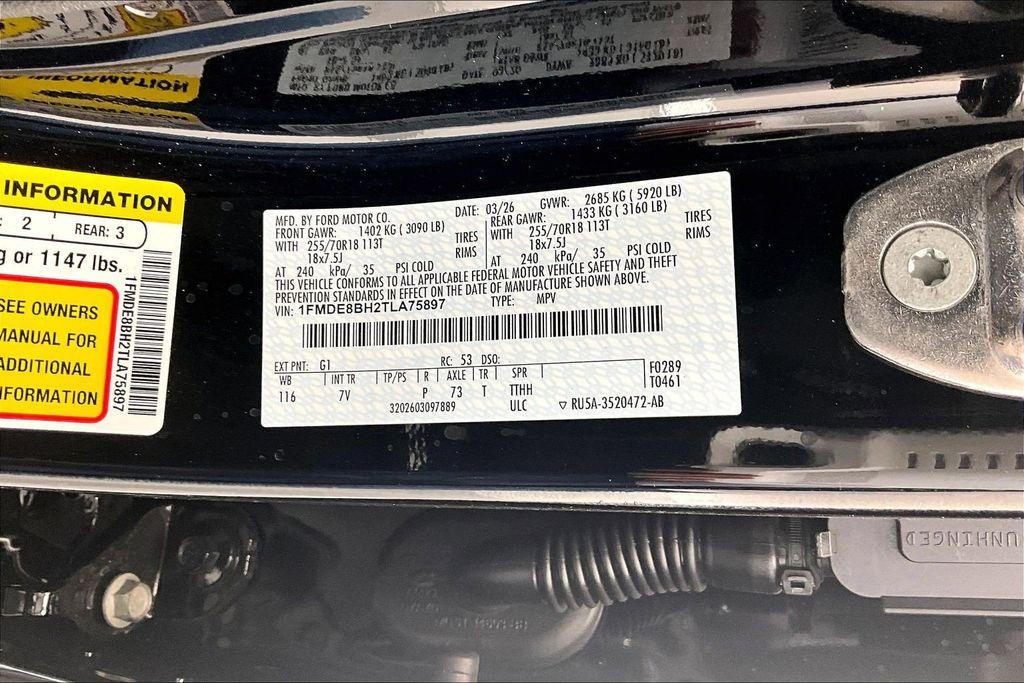 INFORMATION
: 2 REAR: 3
g or 1147 lbs.
SEE OWNERS
MANUAL FOR
ADDITIONAL
INFORMATION
1FMDE8BH2TLA75897
MFD. BY FORD MOTOR CO. DATE: 03/26 GVWR: 2685 KG ( 5920 LB)
FRONT GAWR: 1402 KG ( 3090 LB) REAR GAWR: 1433 KG ( 3160 LB)
WITH 255/70R18 113T TIRES WITH 255/70R18 113T TIRES
18x7.5J RIMS 18x7.5J RIMS
AT 240 kPa/ 35 PSI COLD AT 240 kPa/ 35 PSI COLD
THIS VEHICLE CONFORMS TO ALL APPLICABLE FEDERAL MOTOR VEHICLE SAFETY AND THEFT
PREVENTION STANDARDS IN EFFECT ON THE DATE OF MANUFACTURE SHOWN ABOVE.
VIN: 1FMDE8BH2TLA75897 TYPE: MPV
EXT PNT: G1 RC: 53 DSO:
WB INT TR TP/PS R AXLE TR SPR F0289
116 7V P 73 T TTHH T0461
3202603097889 ULC ▽ RU5A-3520472-AB
UNHINGED